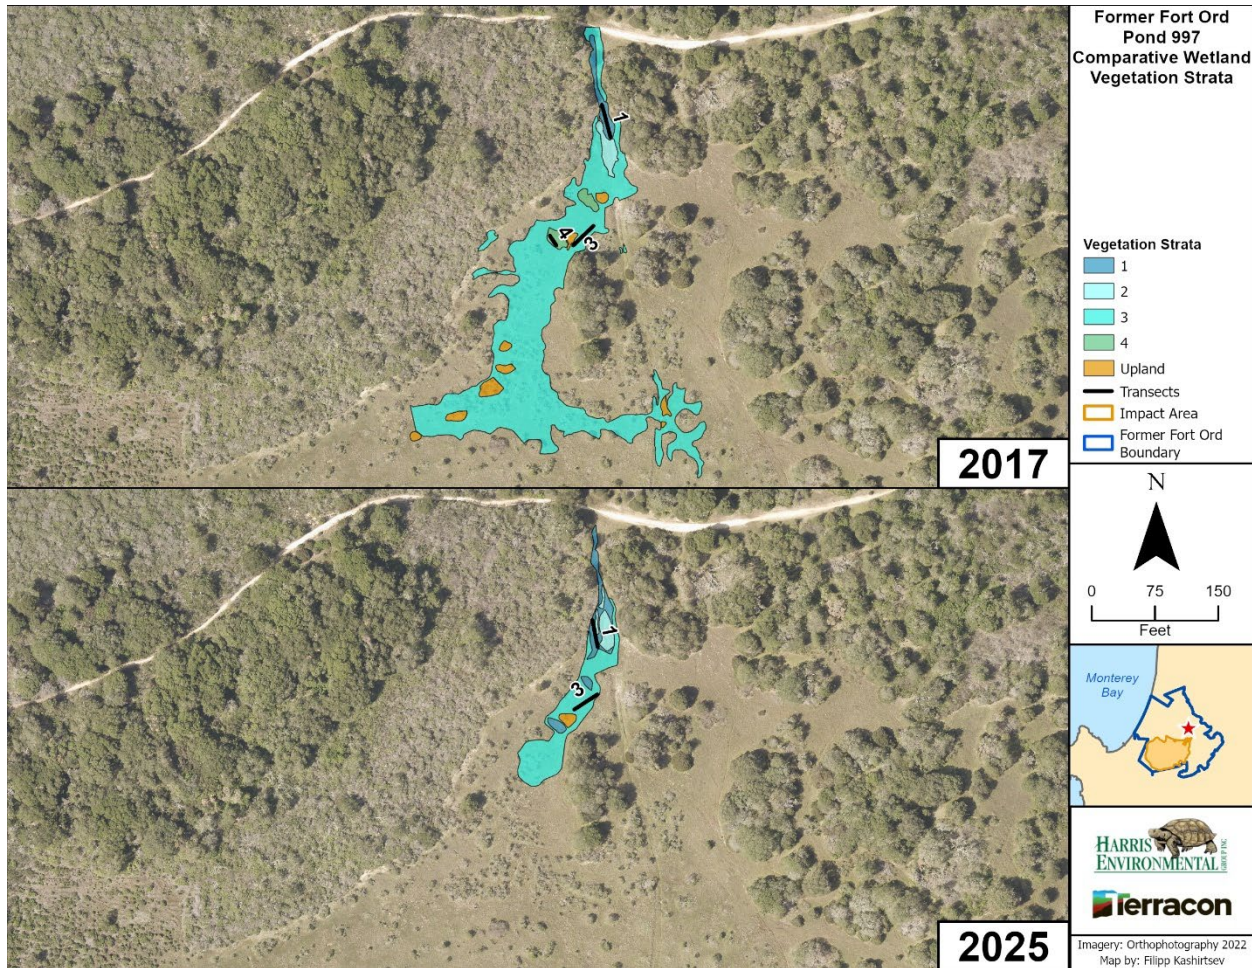 Former Fort Ord
Pond 997
Comparative Wetland
Vegetation Strata
1
4
3
2017
Vegetation Strata
1
2
3
4
Upland
Transects
Impact Area
Former Fort Ord
Boundary
N
0 75 150
Feet
1
3
2025
Monterey
Bay
HARRIS
ENVIRONMENTAL
GROUP INC
Terracon
Imagery: Orthophotography 2022
Map by: Filipp Kashirtsev